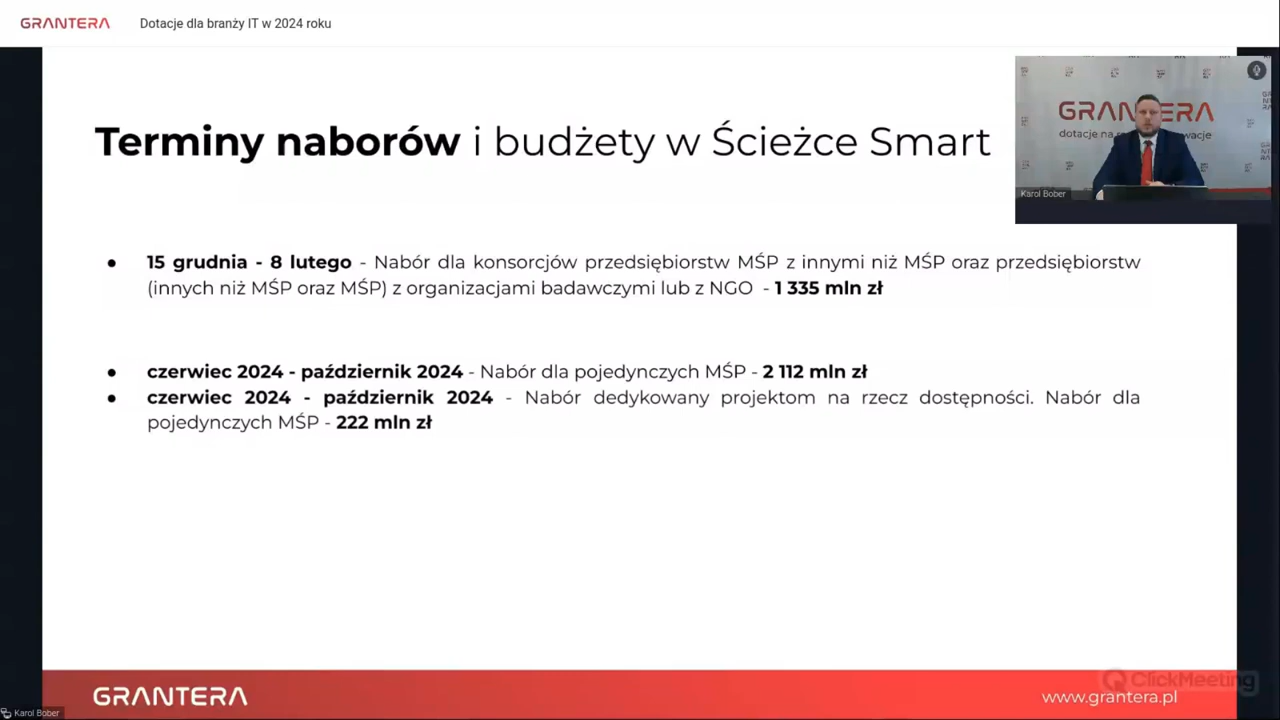 GRANTERA
Dotacje dla branży IT w 2024 roku
Terminy naborów i budżety w Ścieżce Smart
GRANTERA
Karol Bober
● 15 grudnia - 8 lutego - Nabór dla konsorcjów przedsiębiorstw MŚP z innymi niż MŚP oraz przedsiębiorstw
(innych niż MŚP oraz MŚP) z organizacjami badawczymi lub z NGO - 1 335 mln zł
● czerwiec 2024 - październik 2024 - Nabór dla pojedynczych MŚP - 2 112 mln zł
● czerwiec 2024 - październik 2024 - Nabór dedykowany projektom na rzecz dostępności. Nabór dla
pojedynczych MŚP - 222 mln zł
ClickMeeting
GRANTERA
www.grantera.pl
Karol Bober